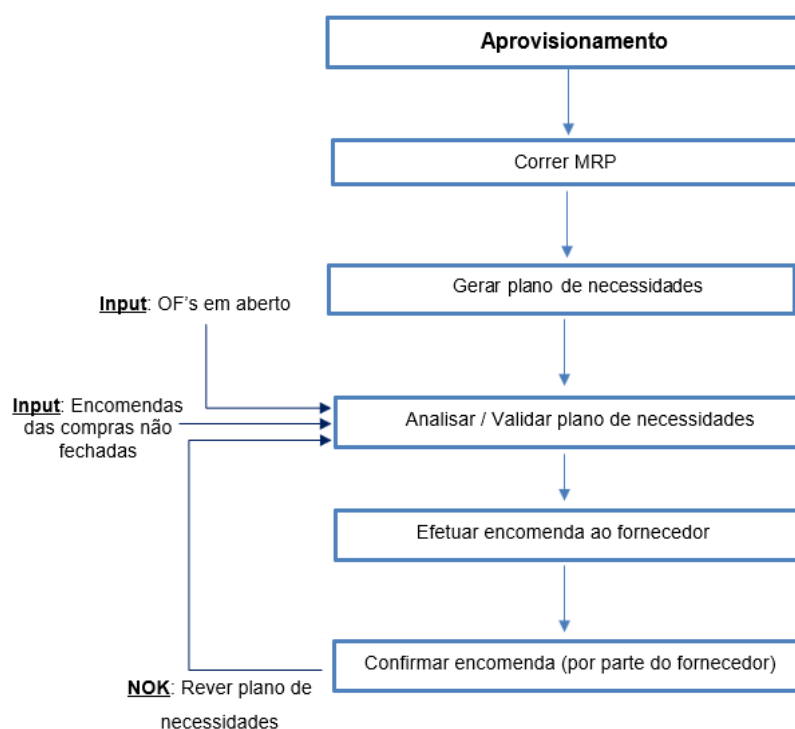 Aprovisionamento
Correr MRP
Gerar plano de necessidades
Input: OF's em aberto
Input: Encomendas
das compras não
fechadas
Analisar / Validar plano de necessidades
Efetuar encomenda ao fornecedor
Confirmar encomenda (por parte do fornecedor)
NOK: Rever plano de
necessidades